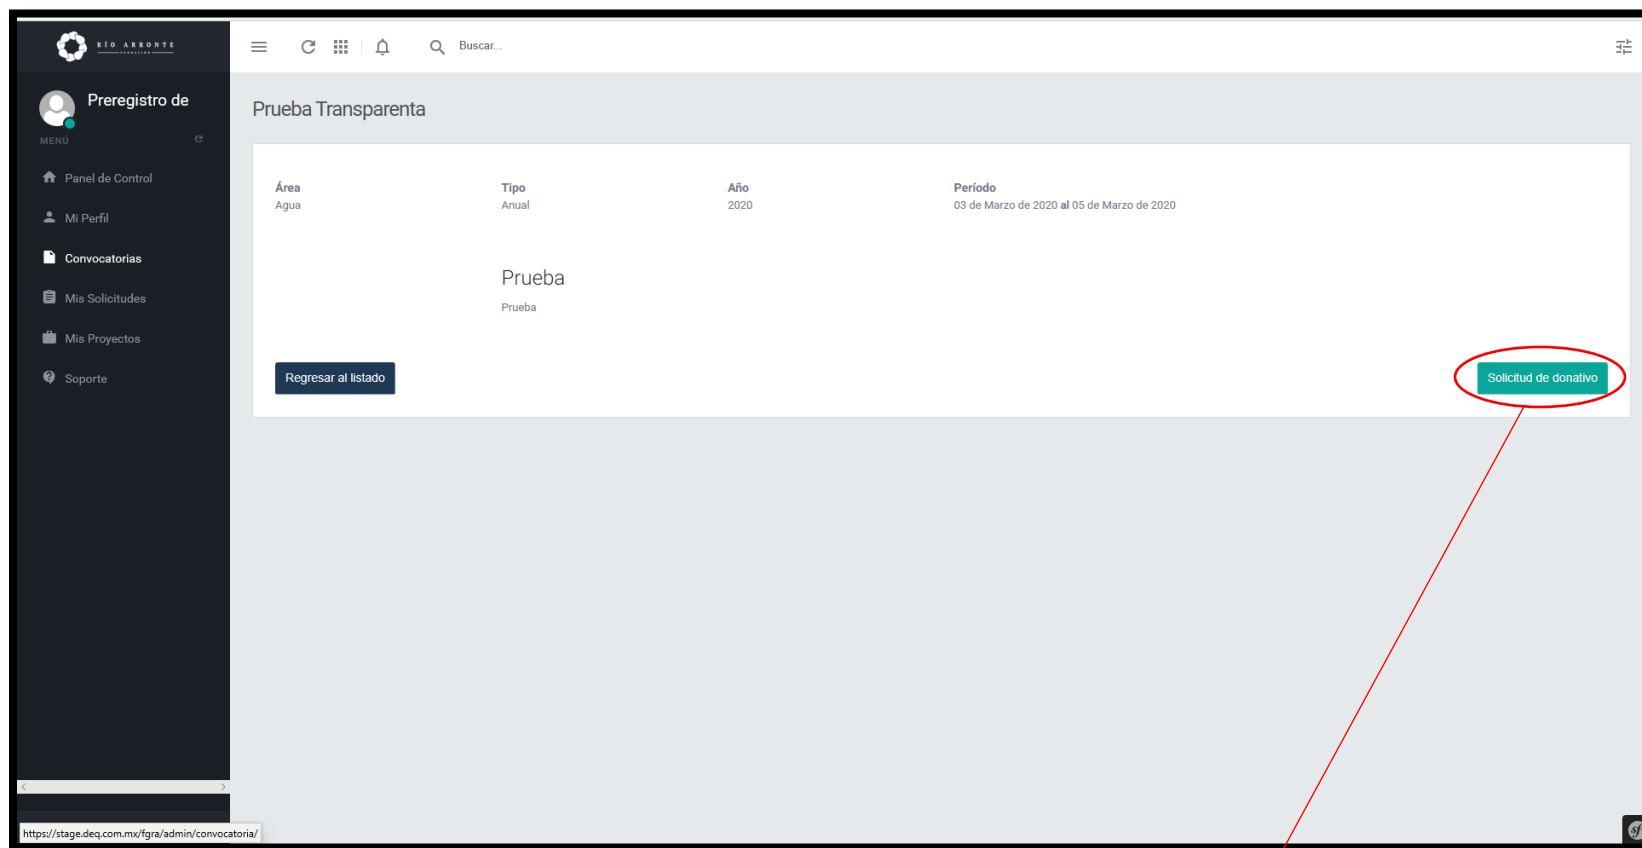 RÍO ARRONTE
Buscar...
Preregistro de
MENÚ
Panel de Control
Mi Perfil
Convocatorias
Mis Solicitudes
Mis Proyectos
Soporte
Prueba Transparenta
Área
Agua
Tipo
Anual
Año
2020
Período
03 de Marzo de 2020 al 05 de Marzo de 2020
Prueba
Prueba
Regresar al listado
Solicitud de donativo
https://stage.deq.com.mx/fgra/admin/convocatoria/
sf